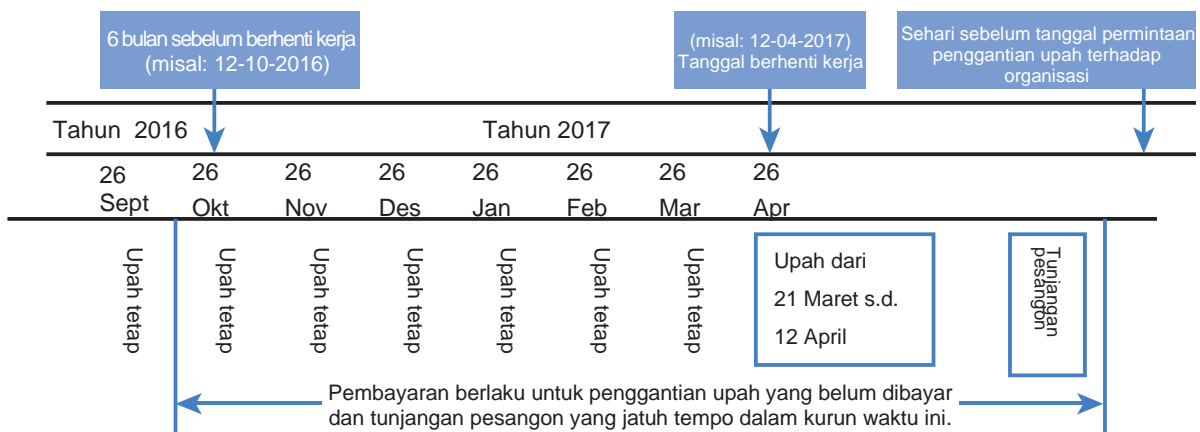 6 bulan sebelum berhenti kerja
(misal: 12-10-2016)
(misal: 12-04-2017)
Tanggal berhenti kerja
Sehari sebelum tanggal permintaan
penggantian upah terhadap
organisasi
Tahun 2016
Tahun 2017
26
Sept
26
Okt
26
Nov
26
Des
26
Jan
26
Feb
26
Mar
26
Apr
Upah tetap
Upah tetap
Upah tetap
Upah tetap
Upah tetap
Upah tetap
Upah tetap
Upah dari
21 Maret s.d.
12 April
Tunjangan
pesangon
Pembayaran berlaku untuk penggantian upah yang belum dibayar
dan tunjangan pesangon yang jatuh tempo dalam kurun waktu ini.